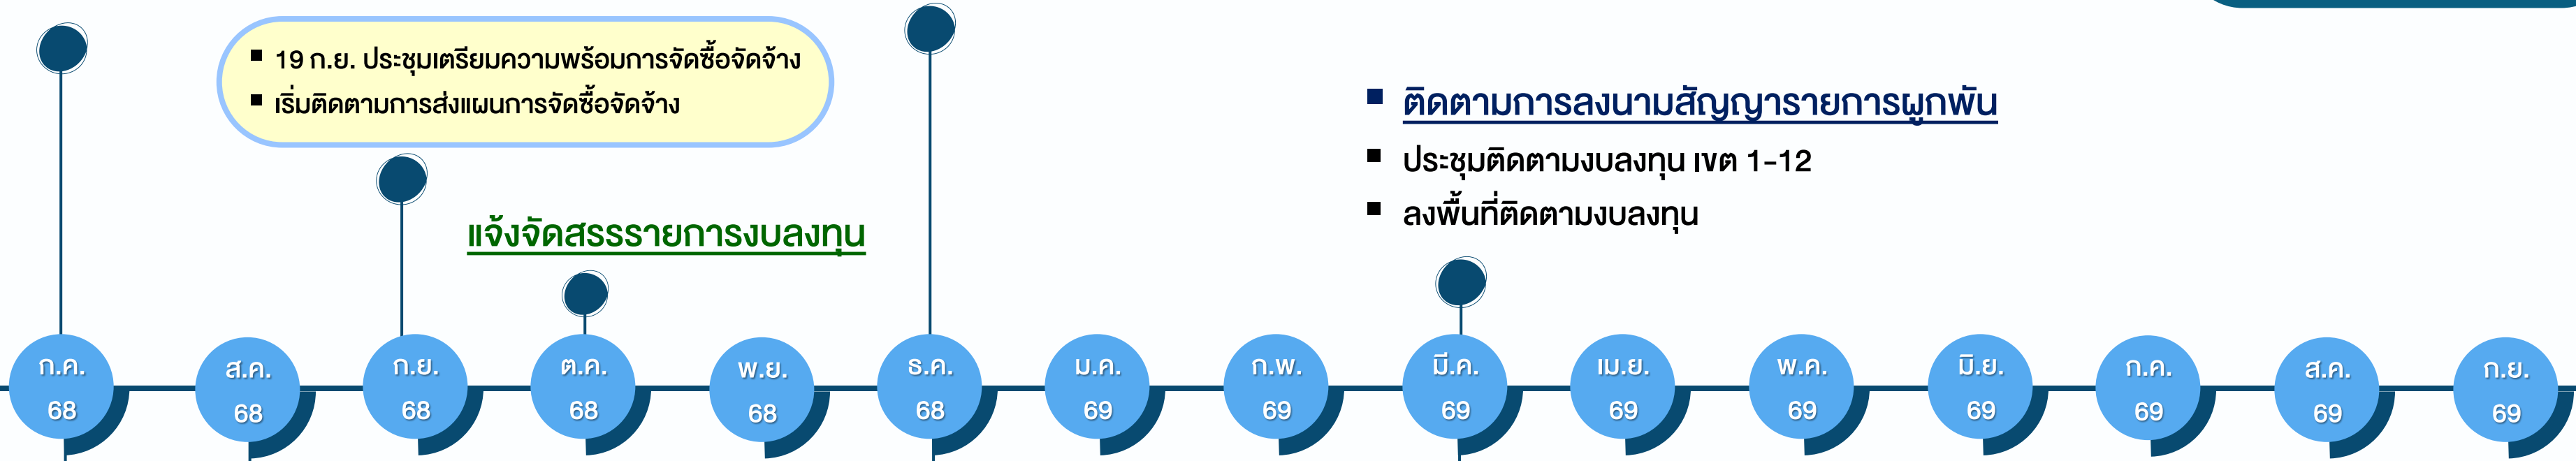 ▪ 19 ก.ย. ประชุมเตรียมความพร้อมการจัดซื้อจัดจ้าง
▪ เริ่มติดตามการส่งแผนการจัดซื้อจัดจ้าง
▪ ติดตามการลงนามสัญญารายการผูกพัน
▪ ประชุมติดตามงบลงทุน เขต 1-12
▪ ลงพื้นที่ติดตามงบลงทุน
แจ้งจัดสรรรายการงบลงทุน
ก.ค. 68
ส.ค. 68
ก.ย. 68
ต.ค. 68
พ.ย. 68
ธ.ค. 68
ม.ค. 69
ก.พ. 69
มี.ค. 69
เม.ย. 69
พ.ค. 69
มิ.ย. 69
ก.ค. 69
ส.ค. 69
ก.ย. 69